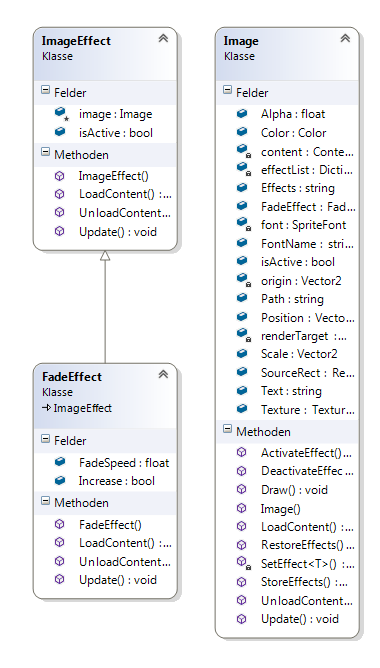 ImageEffect
Klasse
Felder
image : Image
isActive : bool
Methoden
ImageEffect()
LoadContent() :...
UnloadContent...
Update() : void
FadeEffect
Klasse
ImageEffect
Felder
FadeSpeed : float
Increase : bool
Methoden
FadeEffect()
LoadContent() :...
UnloadContent...
Update() : void
Image
Klasse
Felder
Alpha : float
Color : Color
content : Conte...
effectList : Dicti...
Effects : string
FadeEffect : Fad...
font : SpriteFont
FontName : stri...
isActive : bool
origin : Vector2
Path : string
Position : Vecto...
renderTarget :...
Scale : Vector2
SourceRect : Re...
Text : string
Texture : Textur...
Methoden
ActivateEffect()...
DeactivateEffec...
Draw() : void
Image()
LoadContent() :...
RestoreEffects()...
SetEffect<T>() :...
StoreEffects() :...
UnloadContent...
Update() : void